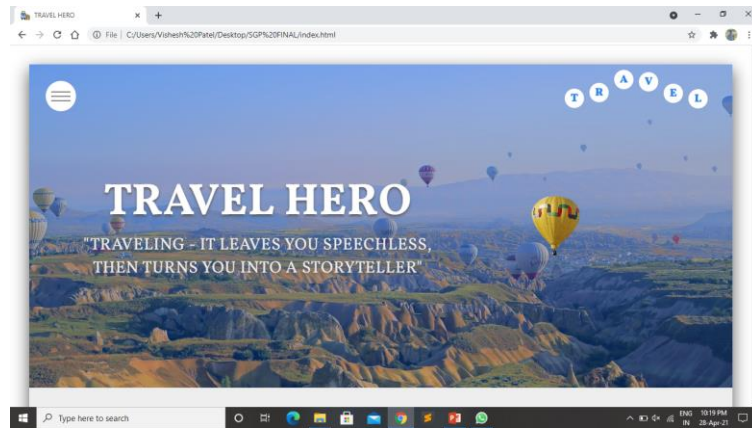 TRAVEL HERO
File | C:/Users/Vishesh%20Patel/Desktop/SGP%20FINAL/index.html
TRAVEL
TRAVEL HERO
"TRAVELING - IT LEAVES YOU SPEECHLESS,
THEN TURNS YOU INTO A STORYTELLER"
Type here to search
ENG 10:19 PM
IN 28-Apr-21